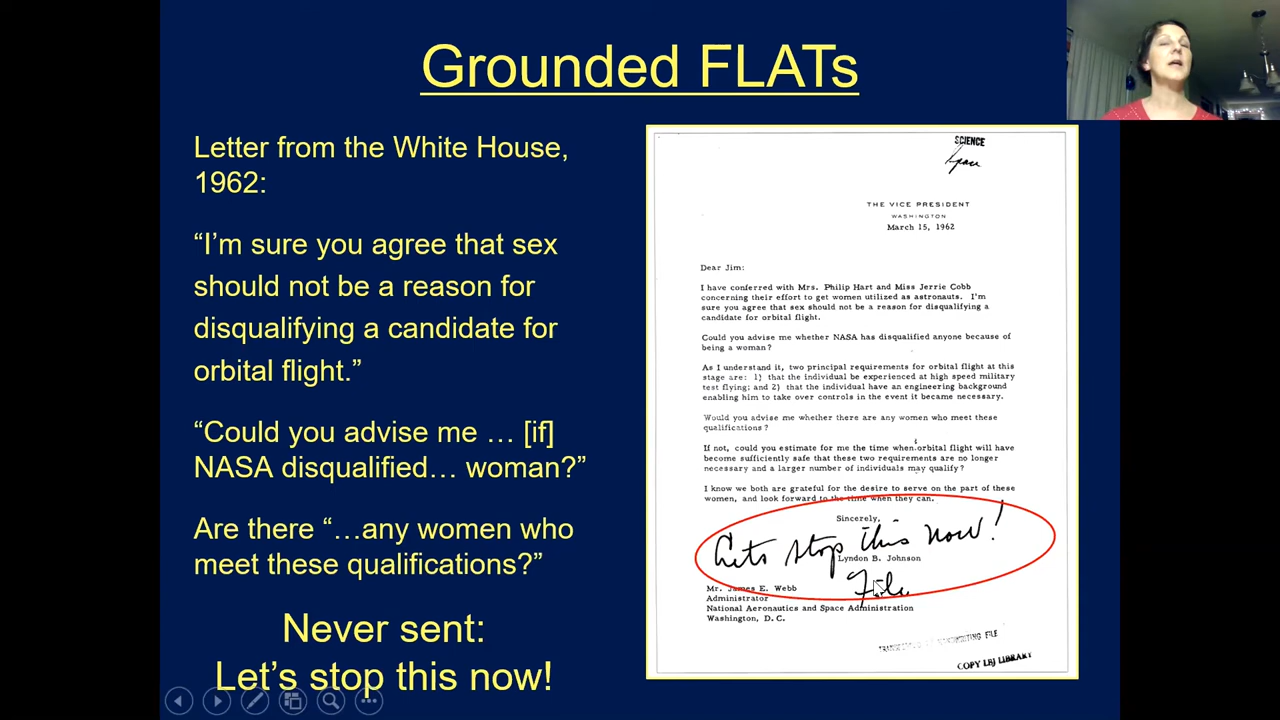 Grounded FLATs
Letter from the White House,
1962:
“I’m sure you agree that sex
should not be a reason for
disqualifying a candidate for
orbital flight.”
“Could you advise me … [if]
NASA disqualified… woman?”
Are there “…any women who
meet these qualifications?”
Never sent:
Let’s stop this now!
SCIENCE
Space
THE VICE PRESIDENT
WASHINGTON
March 15, 1962
Dear Jim:
I have conferred with Mrs. Philip Hart and Miss Jerrie Cobb
concerning their effort to get women utilized as astronauts. I'm
sure you agree that sex should not be a reason for disqualifying a
candidate for orbital flight.
Could you advise me whether NASA has disqualified anyone because of
being a woman?
As I understand it, two principal requirements for orbital flight at this
stage are: 1) that the individual be experienced at high speed military
test flying; and 2) that the individual have an engineering background
enabling him to take over controls in the event it became necessary.
Would you advise me whether there are any women who meet these
qualifications?
If not, could you estimate for me the time when orbital flight will have
become sufficiently safe that these two requirements are no longer
necessary and a larger number of individuals may qualify?
I know we both are grateful for the desire to serve on the part of these
women, and look forward to the time when they can.
Sincerely,
Lets stop this now!
Lyndon B. Johnson
File
Mr. James E. Webb
Administrator
National Aeronautics and Space Administration
Washington, D. C.
FILE
COPY LBJ LIBRARY